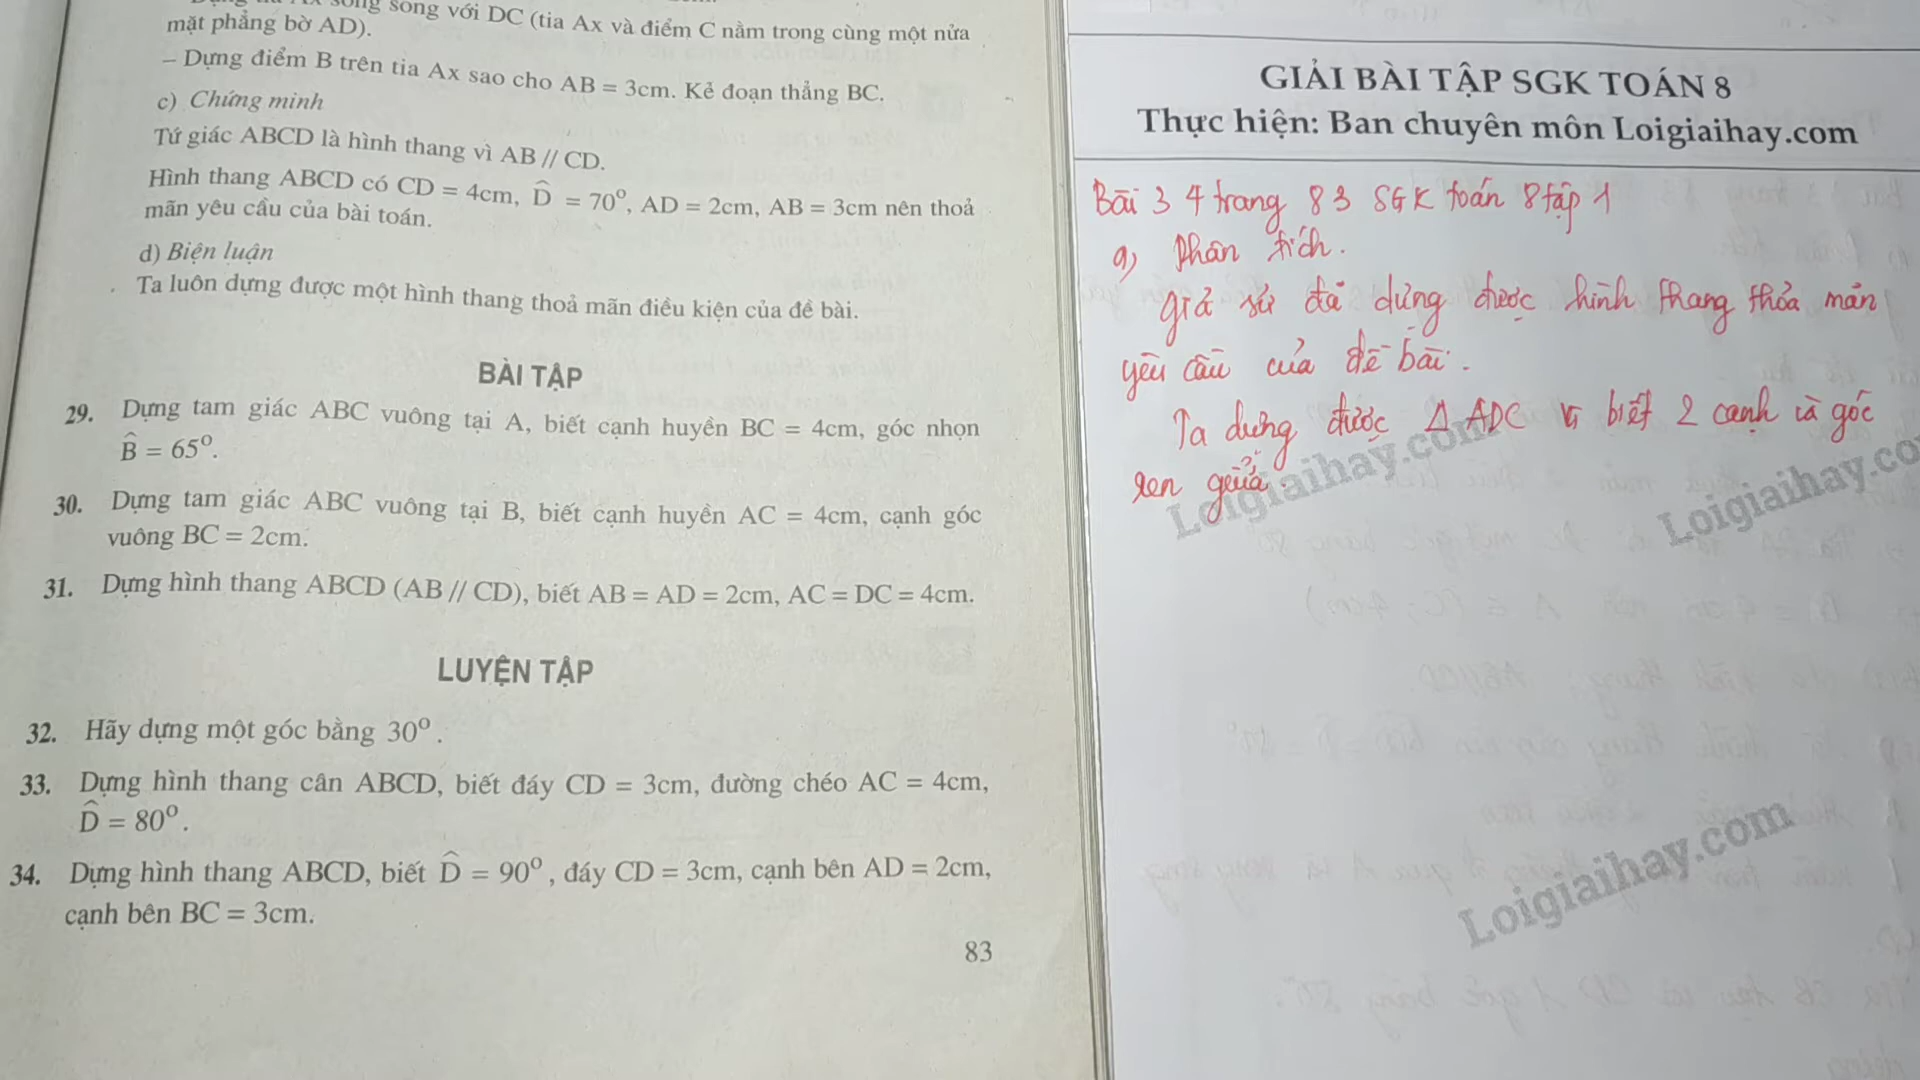 song với DC (tia Ax và điểm C nằm trong cùng một nửa
mặt phẳng bờ AD).
– Dựng điểm B trên tia Ax sao cho AB = 3cm. Kẻ đoạn thẳng BC.
c) Chứng minh
Tứ giác ABCD là hình thang vì AB // CD.
Hình thang ABCD có CD = 4cm, D̂ = 70°, AD = 2cm, AB = 3cm nên thoả
mãn yêu cầu của bài toán.
d) Biện luận
Ta luôn dựng được một hình thang thoả mãn điều kiện của đề bài.
BÀI TẬP
29. Dựng tam giác ABC vuông tại A, biết cạnh huyền BC = 4cm, góc nhọn
B̂ = 65°.
30. Dựng tam giác ABC vuông tại B, biết cạnh huyền AC = 4cm, cạnh góc
vuông BC = 2cm.
31. Dựng hình thang ABCD (AB // CD), biết AB = AD = 2cm, AC = DC = 4cm.
LUYỆN TẬP
32. Hãy dựng một góc bằng 30°.
33. Dựng hình thang cân ABCD, biết đáy CD = 3cm, đường chéo AC = 4cm,
D̂ = 80°.
34. Dựng hình thang ABCD, biết D̂ = 90°, đáy CD = 3cm, cạnh bên AD = 2cm,
cạnh bên BC = 3cm.
83
GIẢI BÀI TẬP SGK TOÁN 8
Thực hiện: Ban chuyên môn Loigiaihay.com
Bài 34 trang 83 SGK toán 8 tập 1
a) Phân tích.
Giả sử đã dựng được hình thang thỏa mãn
yêu cầu của đề bài.
Ta dựng được Δ ADC vì biết 2 cạnh và góc
xen giữa.
Loigiaihay.com
Loigiaihay.co
Loigiaihay.com